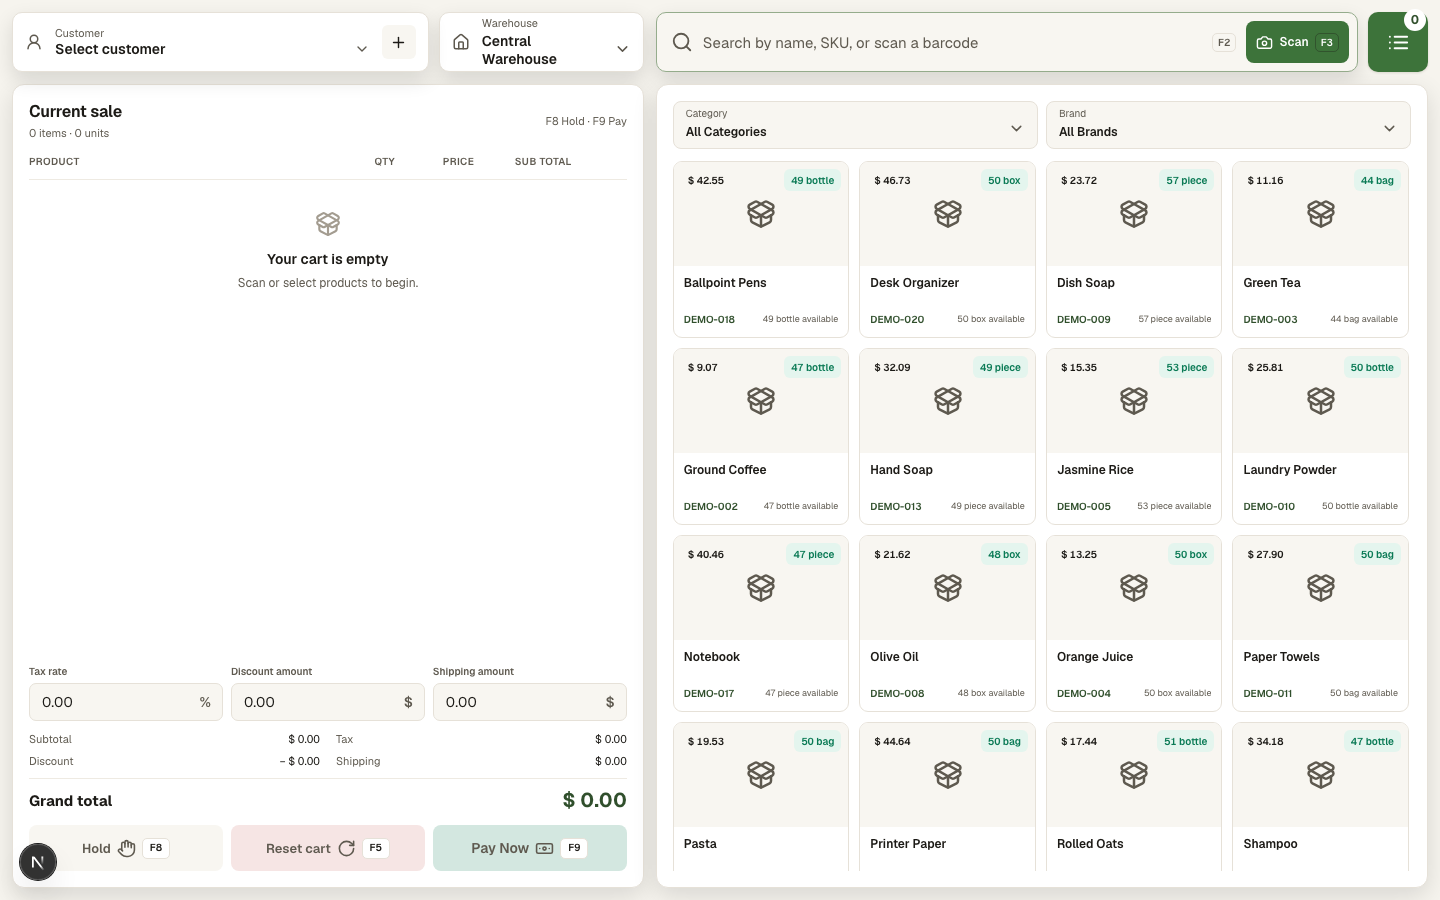 Customer
Select customer
Warehouse
Central
Warehouse
Search by name, SKU, or scan a barcode
F2
Scan F3
0
Current sale
0 items · 0 units
F8 Hold · F9 Pay
PRODUCT QTY PRICE SUB TOTAL
Your cart is empty
Scan or select products to begin.
Tax rate Discount amount Shipping amount
0.00 % 0.00 $ 0.00 $
Subtotal $ 0.00 Tax $ 0.00
Discount − $ 0.00 Shipping $ 0.00
Grand total $ 0.00
Hold F8 Reset cart F5 Pay Now F9
N
Category
All Categories
Brand
All Brands
$ 42.55 49 bottle $ 46.73 50 box $ 23.72 57 piece $ 11.16 44 bag
Ballpoint Pens Desk Organizer Dish Soap Green Tea
DEMO-018 49 bottle available DEMO-020 50 box available DEMO-009 57 piece available DEMO-003 44 bag available
$ 9.07 47 bottle $ 32.09 49 piece $ 15.35 53 piece $ 25.81 50 bottle
Ground Coffee Hand Soap Jasmine Rice Laundry Powder
DEMO-002 47 bottle available DEMO-013 49 piece available DEMO-005 53 piece available DEMO-010 50 bottle available
$ 40.46 47 piece $ 21.62 48 box $ 13.25 50 box $ 27.90 50 bag
Notebook Olive Oil Orange Juice Paper Towels
DEMO-017 47 piece available DEMO-008 48 box available DEMO-004 50 box available DEMO-011 50 bag available
$ 19.53 50 bag $ 44.64 50 bag $ 17.44 51 bottle $ 34.18 47 bottle
Pasta Printer Paper Rolled Oats Shampoo